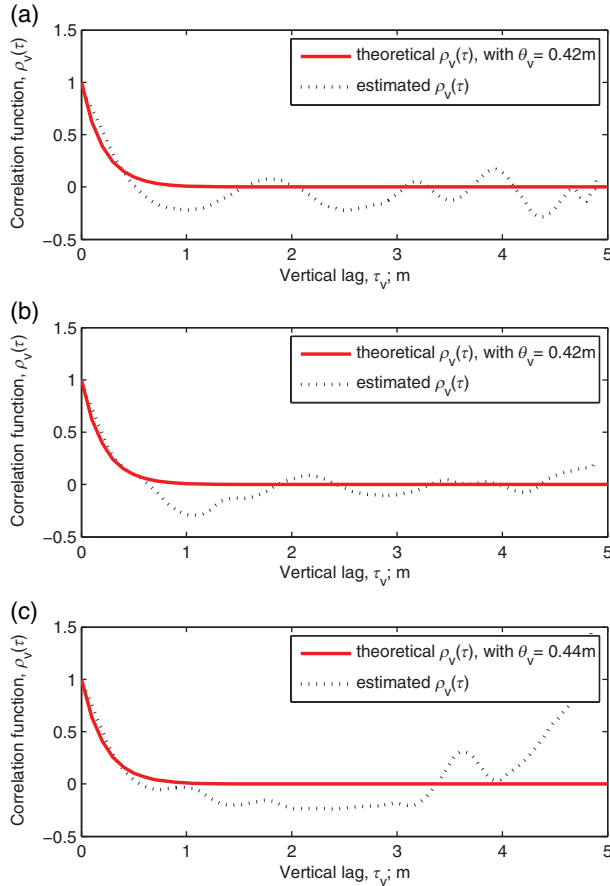 (a)
1.5
1
0.5
0
−0.5
Correlation function, ρv(τ)
theoretical ρv(τ), with θv= 0.42m
estimated ρv(τ)
0 1 2 3 4 5
Vertical lag, τv; m
(b)
1.5
1
0.5
0
−0.5
Correlation function, ρv(τ)
theoretical ρv(τ), with θv= 0.42m
estimated ρv(τ)
0 1 2 3 4 5
Vertical lag, τv; m
(c)
1.5
1
0.5
0
−0.5
Correlation function, ρv(τ)
theoretical ρv(τ), with θv= 0.44m
estimated ρv(τ)
0 1 2 3 4 5
Vertical lag, τv; m